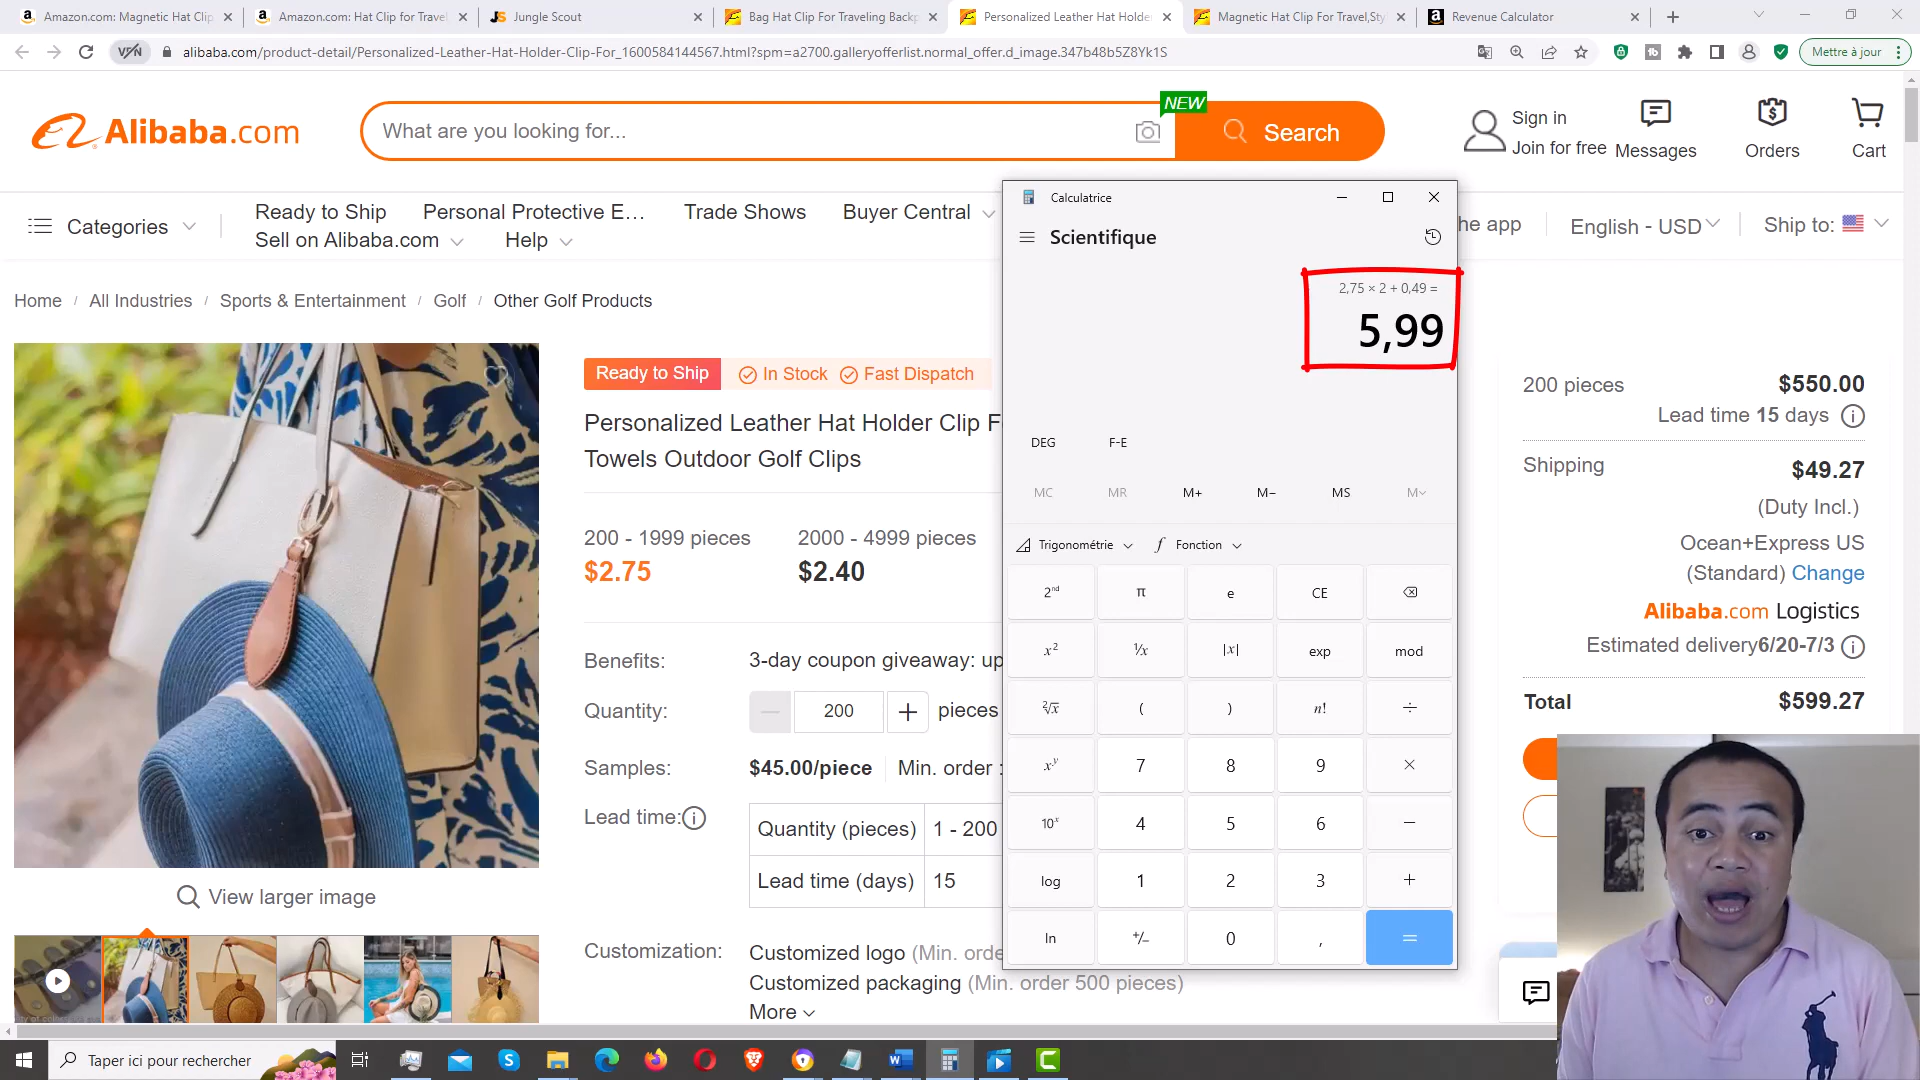 Amazon.com: Magnetic Hat Clip
Amazon.com: Hat Clip for Travel
Jungle Scout
Bag Hat Clip For Traveling Backp
Personalized Leather Hat Holder
Magnetic Hat Clip For Travel,Sty
Revenue Calculator
VPN
alibaba.com/product-detail/Personalized-Leather-Hat-Holder-Clip-For_1600584144567.html?spm=a2700.galleryofferlist.normal_offer.d_image.347b48b5Z8Yk1S
Mettre à jour
Alibaba.com
What are you looking for...
NEW
Search
Sign in
Join for free
Messages
Orders
Cart
Categories
Ready to Ship
Personal Protective E...
Trade Shows
Buyer Central
Sell on Alibaba.com
Help
he app
English - USD
Ship to:
Home / All Industries / Sports & Entertainment / Golf / Other Golf Products
Ready to Ship
In Stock
Fast Dispatch
Personalized Leather Hat Holder Clip F
Towels Outdoor Golf Clips
200 - 1999 pieces
2000 - 4999 pieces
$2.75
$2.40
Benefits:
3-day coupon giveaway: up
Quantity:
200
pieces
Samples:
$45.00/piece
Min. order :
Lead time:
Quantity (pieces)
1 - 200
Lead time (days)
15
Customization:
Customized logo (Min. orde
Customized packaging (Min. order 500 pieces)
More
View larger image
Calculatrice
Scientifique
2,75 × 2 + 0,49 =
5,99
DEG
F-E
MC
MR
M+
M−
MS
M
Trigonométrie
f
Fonction
2nd
π
e
CE
x²
1/x
|x|
exp
mod
²√x
(
)
n!
÷
xʸ
7
8
9
×
10ˣ
4
5
6
−
log
1
2
3
+
ln
+/−
0
,
=
200 pieces
$550.00
Lead time 15 days
Shipping
$49.27
(Duty Incl.)
Ocean+Express US
(Standard) Change
Alibaba.com Logistics
Estimated delivery6/20-7/3
Total
$599.27
Taper ici pour rechercher